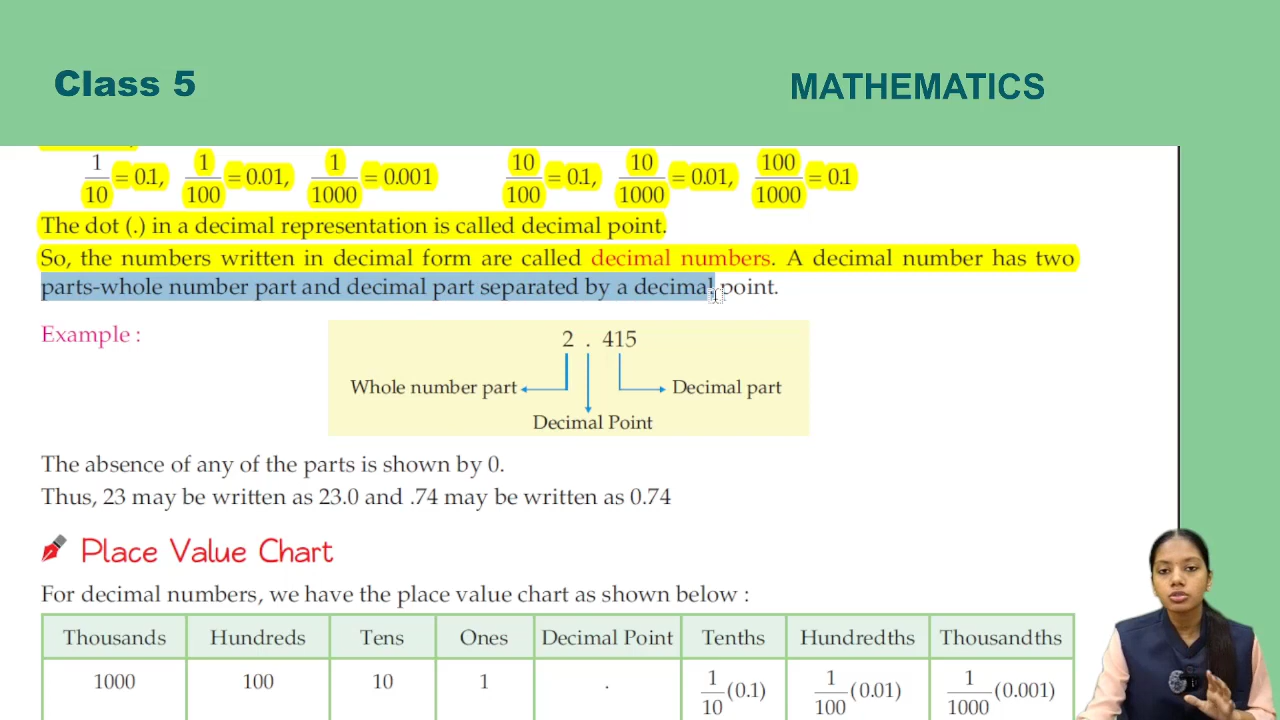 Class 5
MATHEMATICS
1/10 = 0.1, 1/100 = 0.01, 1/1000 = 0.001 10/100 = 0.1, 10/1000 = 0.01, 100/1000 = 0.1
The dot (.) in a decimal representation is called decimal point.
So, the numbers written in decimal form are called decimal numbers. A decimal number has two
parts-whole number part and decimal part separated by a decimal point.
Example :
2 . 415
Whole number part
Decimal part
Decimal Point
The absence of any of the parts is shown by 0.
Thus, 23 may be written as 23.0 and .74 may be written as 0.74
Place Value Chart
For decimal numbers, we have the place value chart as shown below :
Thousands Hundreds Tens Ones Decimal Point Tenths Hundredths Thousandths
1000 100 10 1 . 1/10 (0.1) 1/100 (0.01) 1/1000 (0.001)